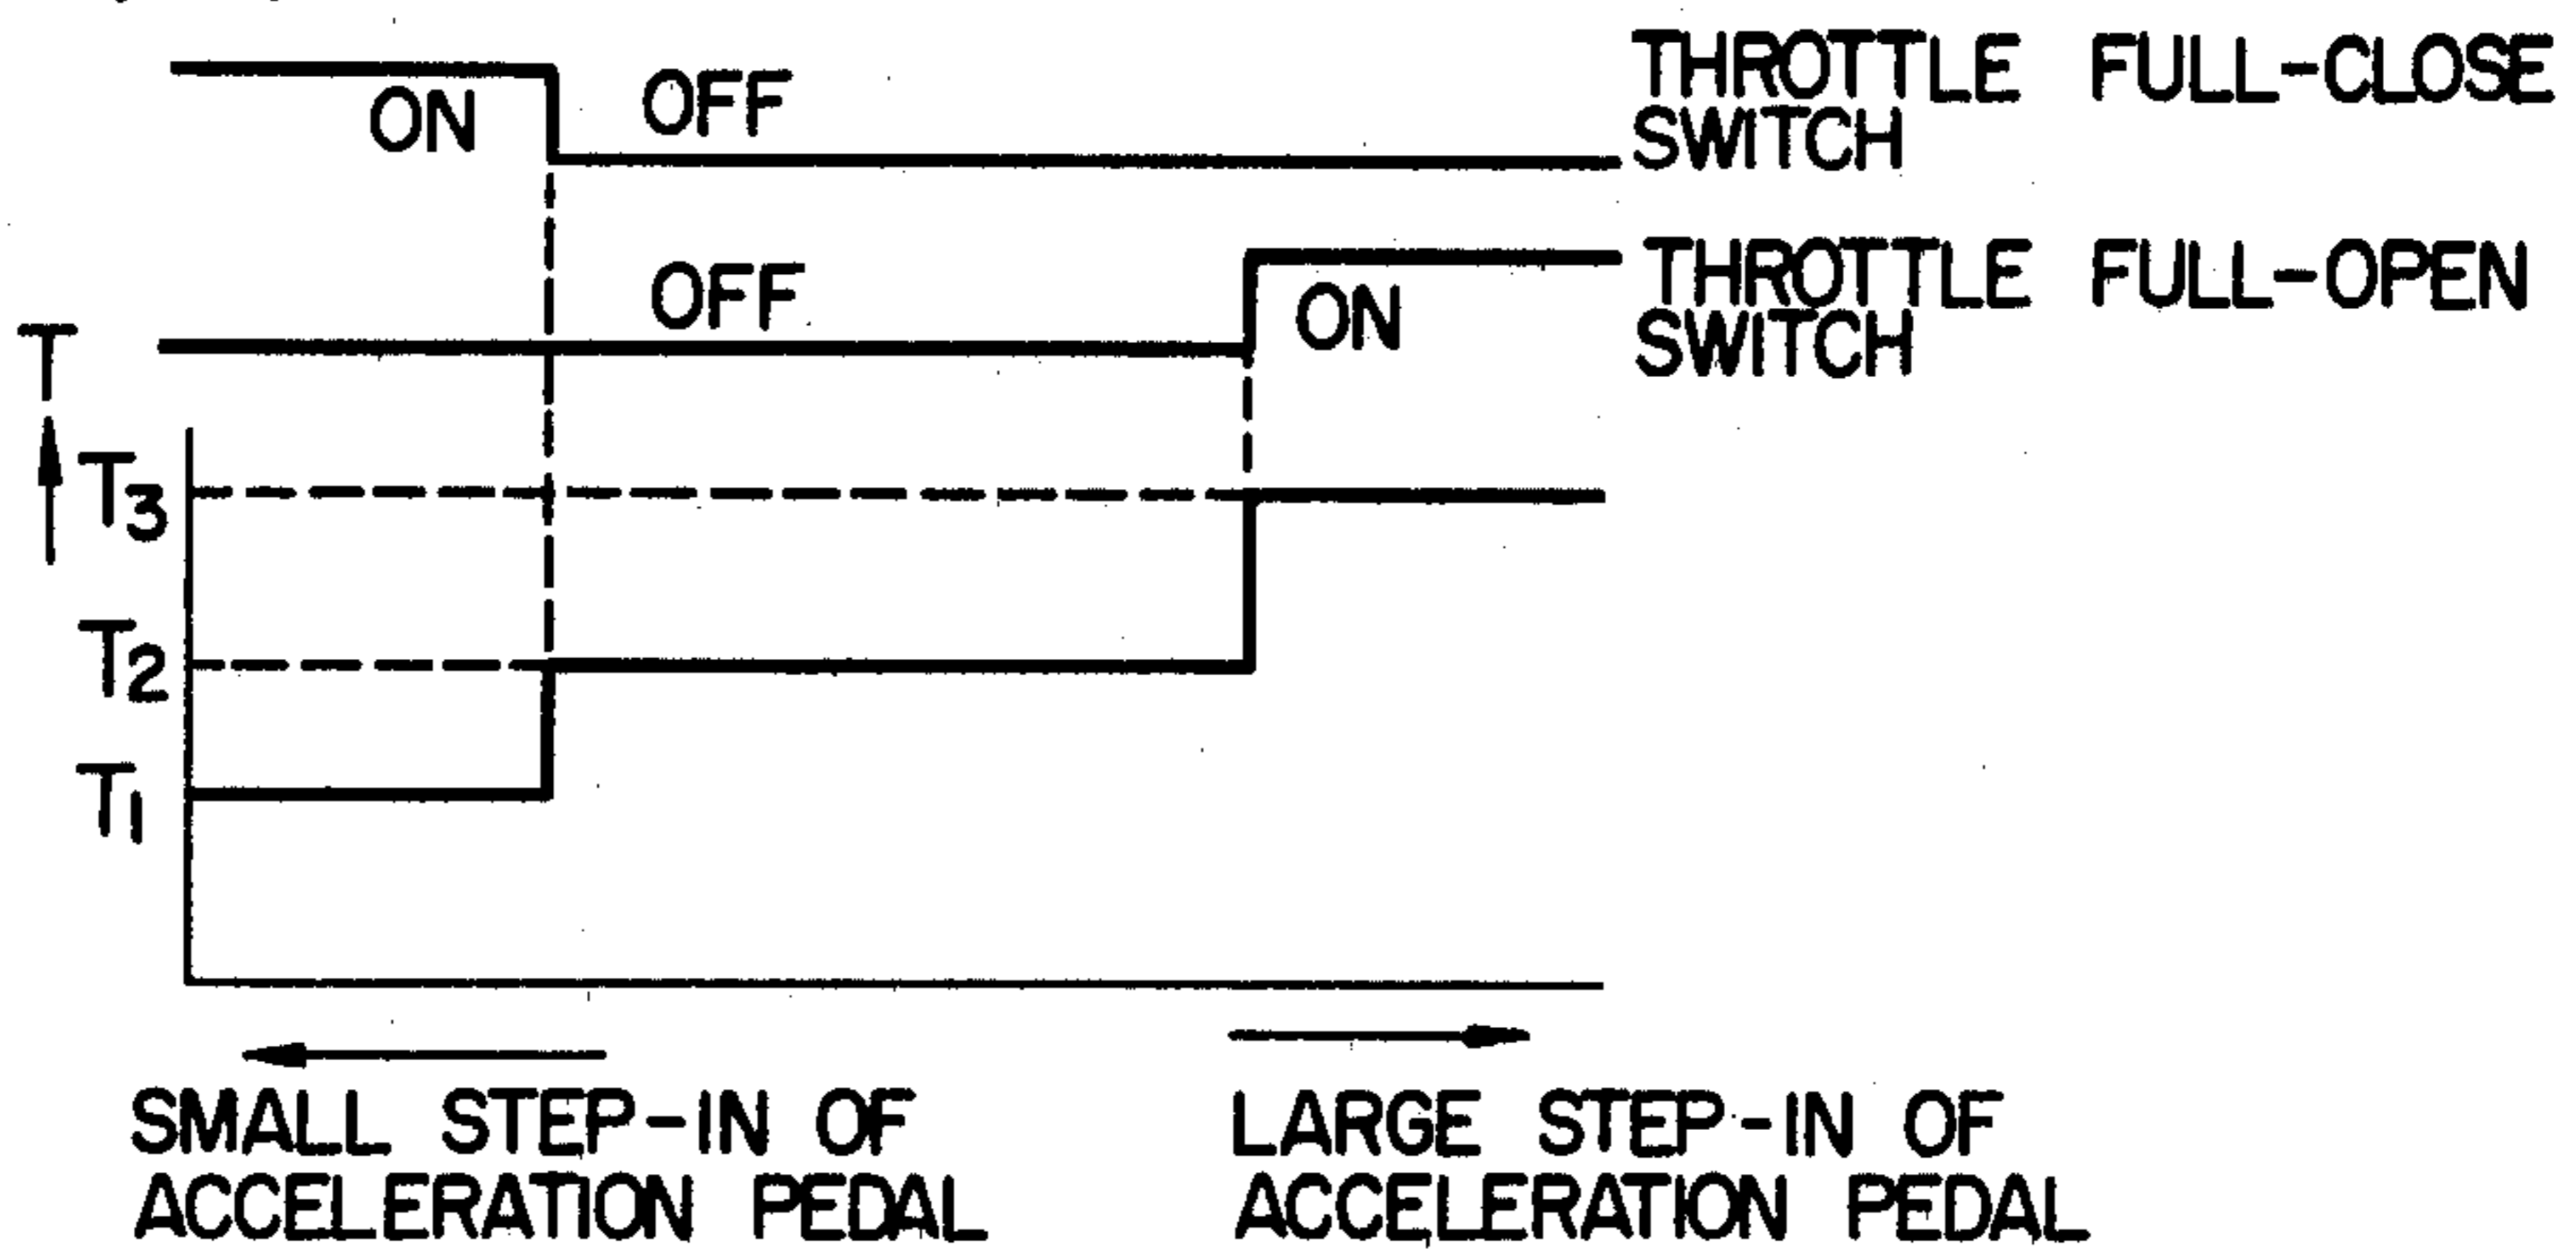 ON
OFF
THROTTLE FULL-CLOSE
SWITCH
OFF
ON
THROTTLE FULL-OPEN
SWITCH
T
T3
T2
T1
SMALL STEP-IN OF
ACCELERATION PEDAL
LARGE STEP-IN OF
ACCELERATION PEDAL